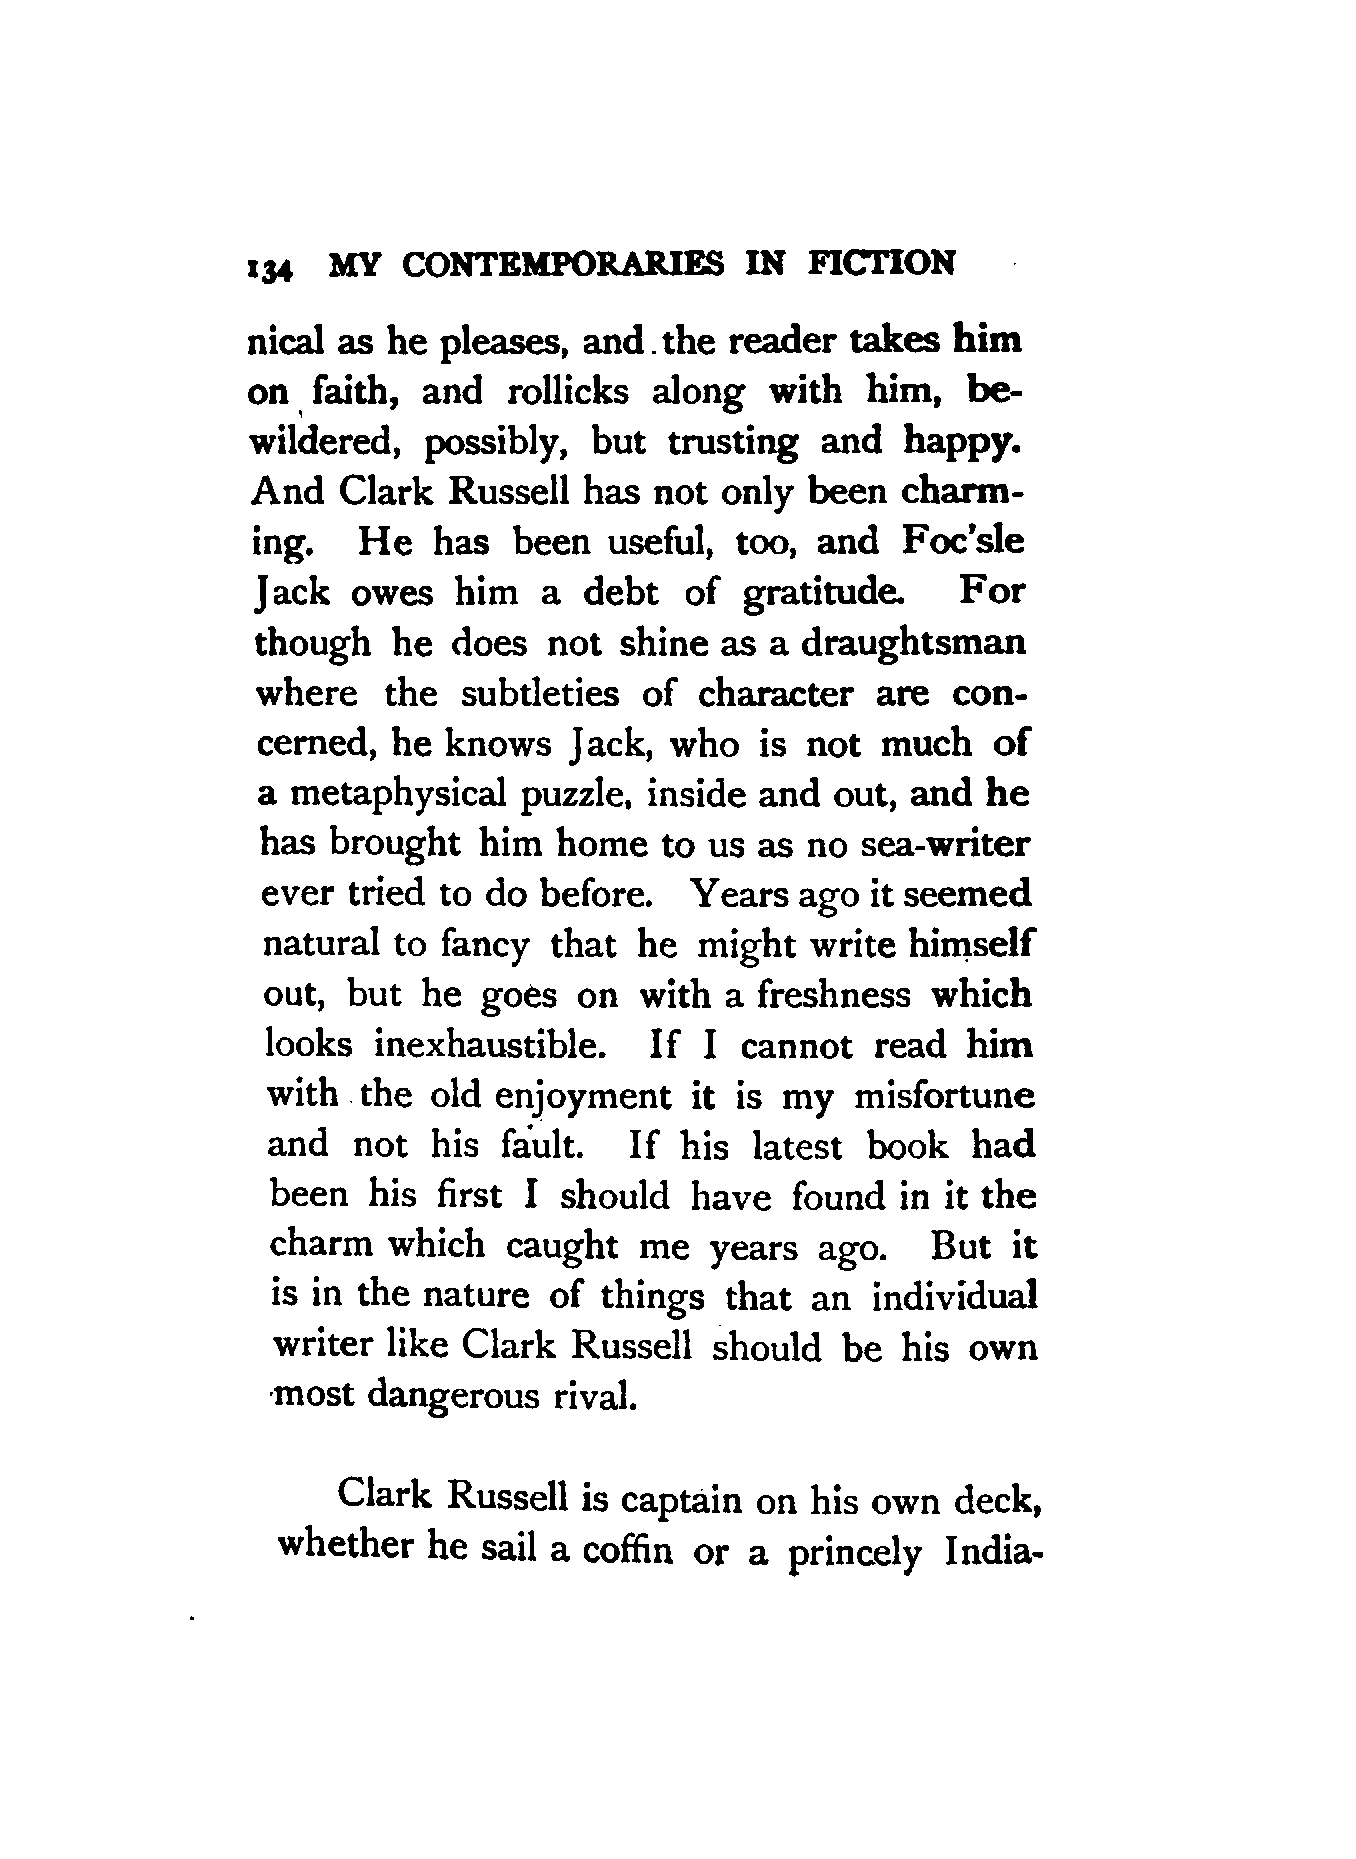 134 MY CONTEMPORARIES IN FICTION
nical as he pleases, and the reader takes him
on faith, and rollicks along with him, be-
wildered, possibly, but trusting and happy.
And Clark Russell has not only been charm-
ing. He has been useful, too, and Foc'sle
Jack owes him a debt of gratitude. For
though he does not shine as a draughtsman
where the subtleties of character are con-
cerned, he knows Jack, who is not much of
a metaphysical puzzle, inside and out, and he
has brought him home to us as no sea-writer
ever tried to do before. Years ago it seemed
natural to fancy that he might write himself
out, but he goes on with a freshness which
looks inexhaustible. If I cannot read him
with the old enjoyment it is my misfortune
and not his fault. If his latest book had
been his first I should have found in it the
charm which caught me years ago. But it
is in the nature of things that an individual
writer like Clark Russell should be his own
most dangerous rival.
Clark Russell is captain on his own deck,
whether he sail a coffin or a princely India-